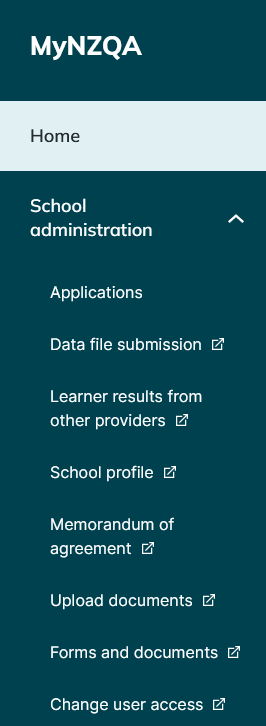 MyNZQA
Home
School
administration
Applications
Data file submission
Learner results from
other providers
School profile
Memorandum of
agreement
Upload documents
Forms and documents
Change user access